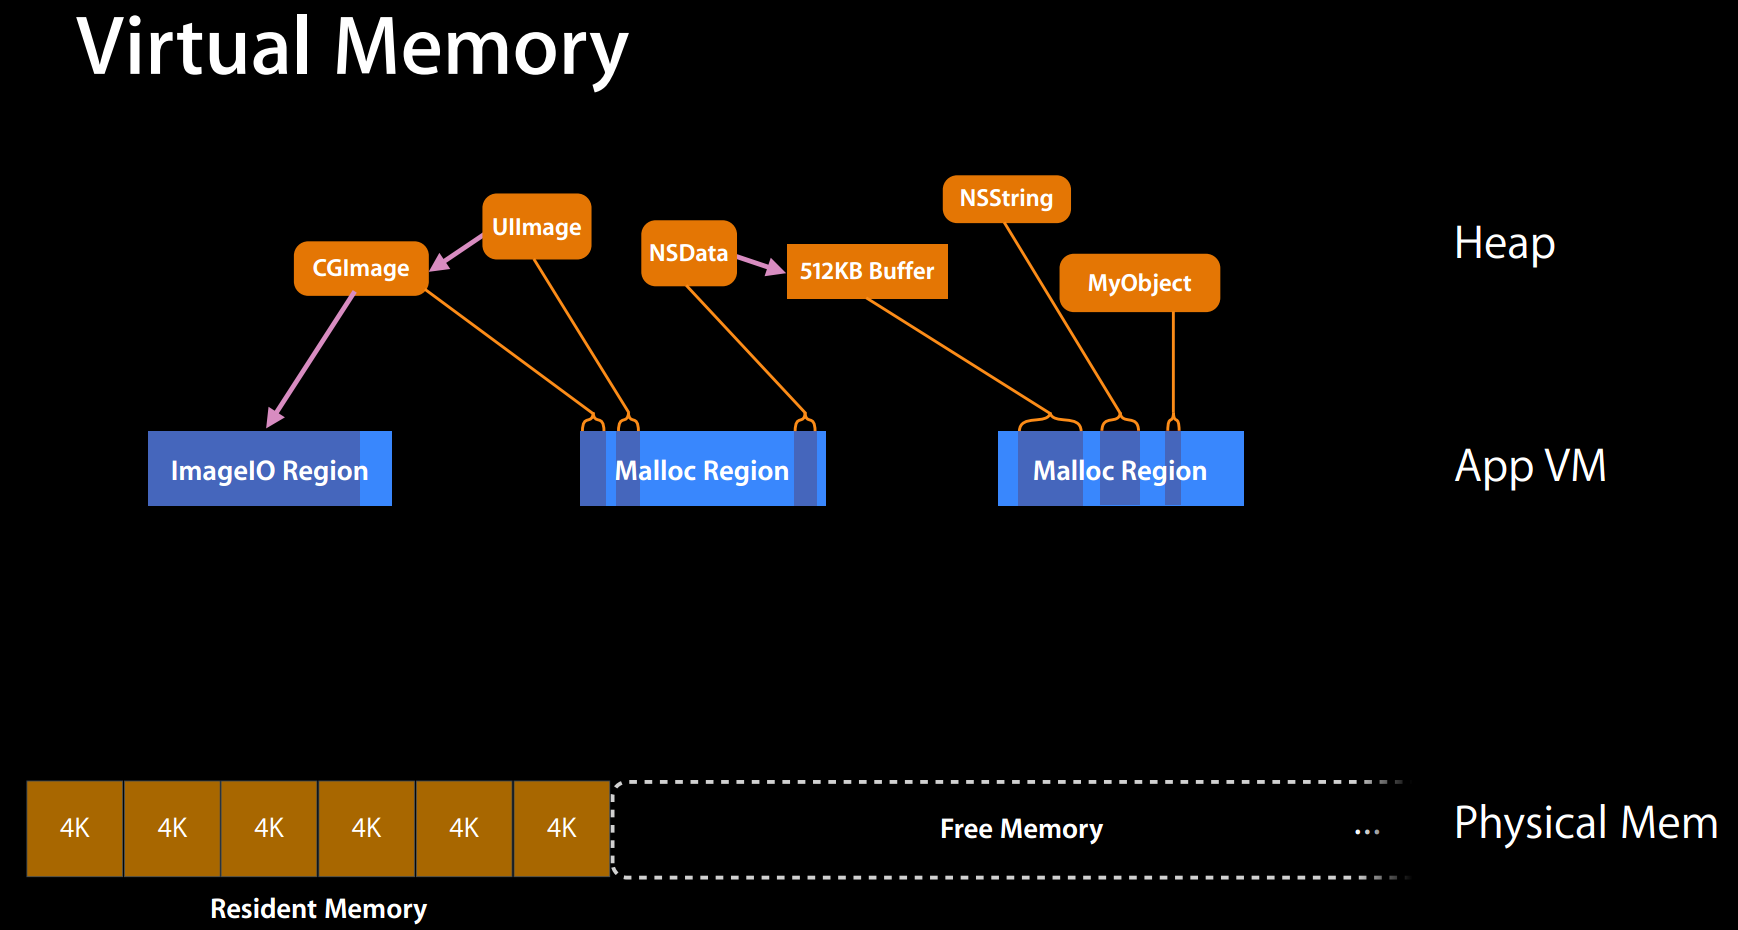 Virtual Memory
NSString
UIImage
Heap
NSData
CGImage
512KB Buffer
MyObject
ImageIO Region
Malloc Region
Malloc Region
App VM
4K
4K
4K
4K
4K
4K
Free Memory
...
Physical Mem
Resident Memory